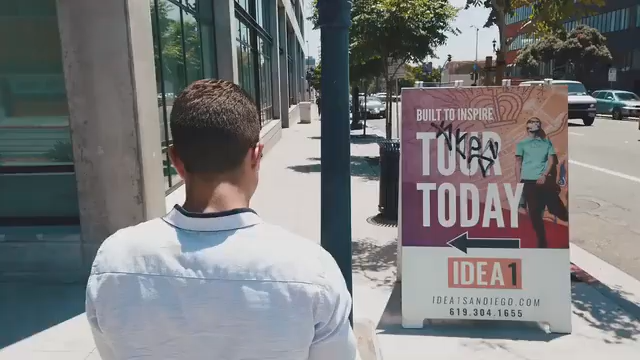 BUILT TO INSPIRE
TOUR
TODAY
IDEA1
IDEA1SANDIEGO.COM
619.304.1655